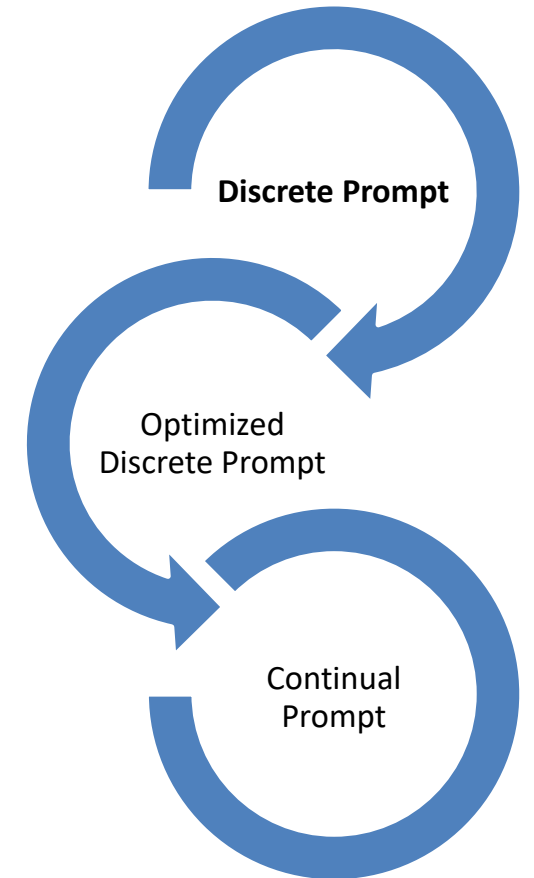 Discrete Prompt
Optimized
Discrete Prompt
Continual
Prompt